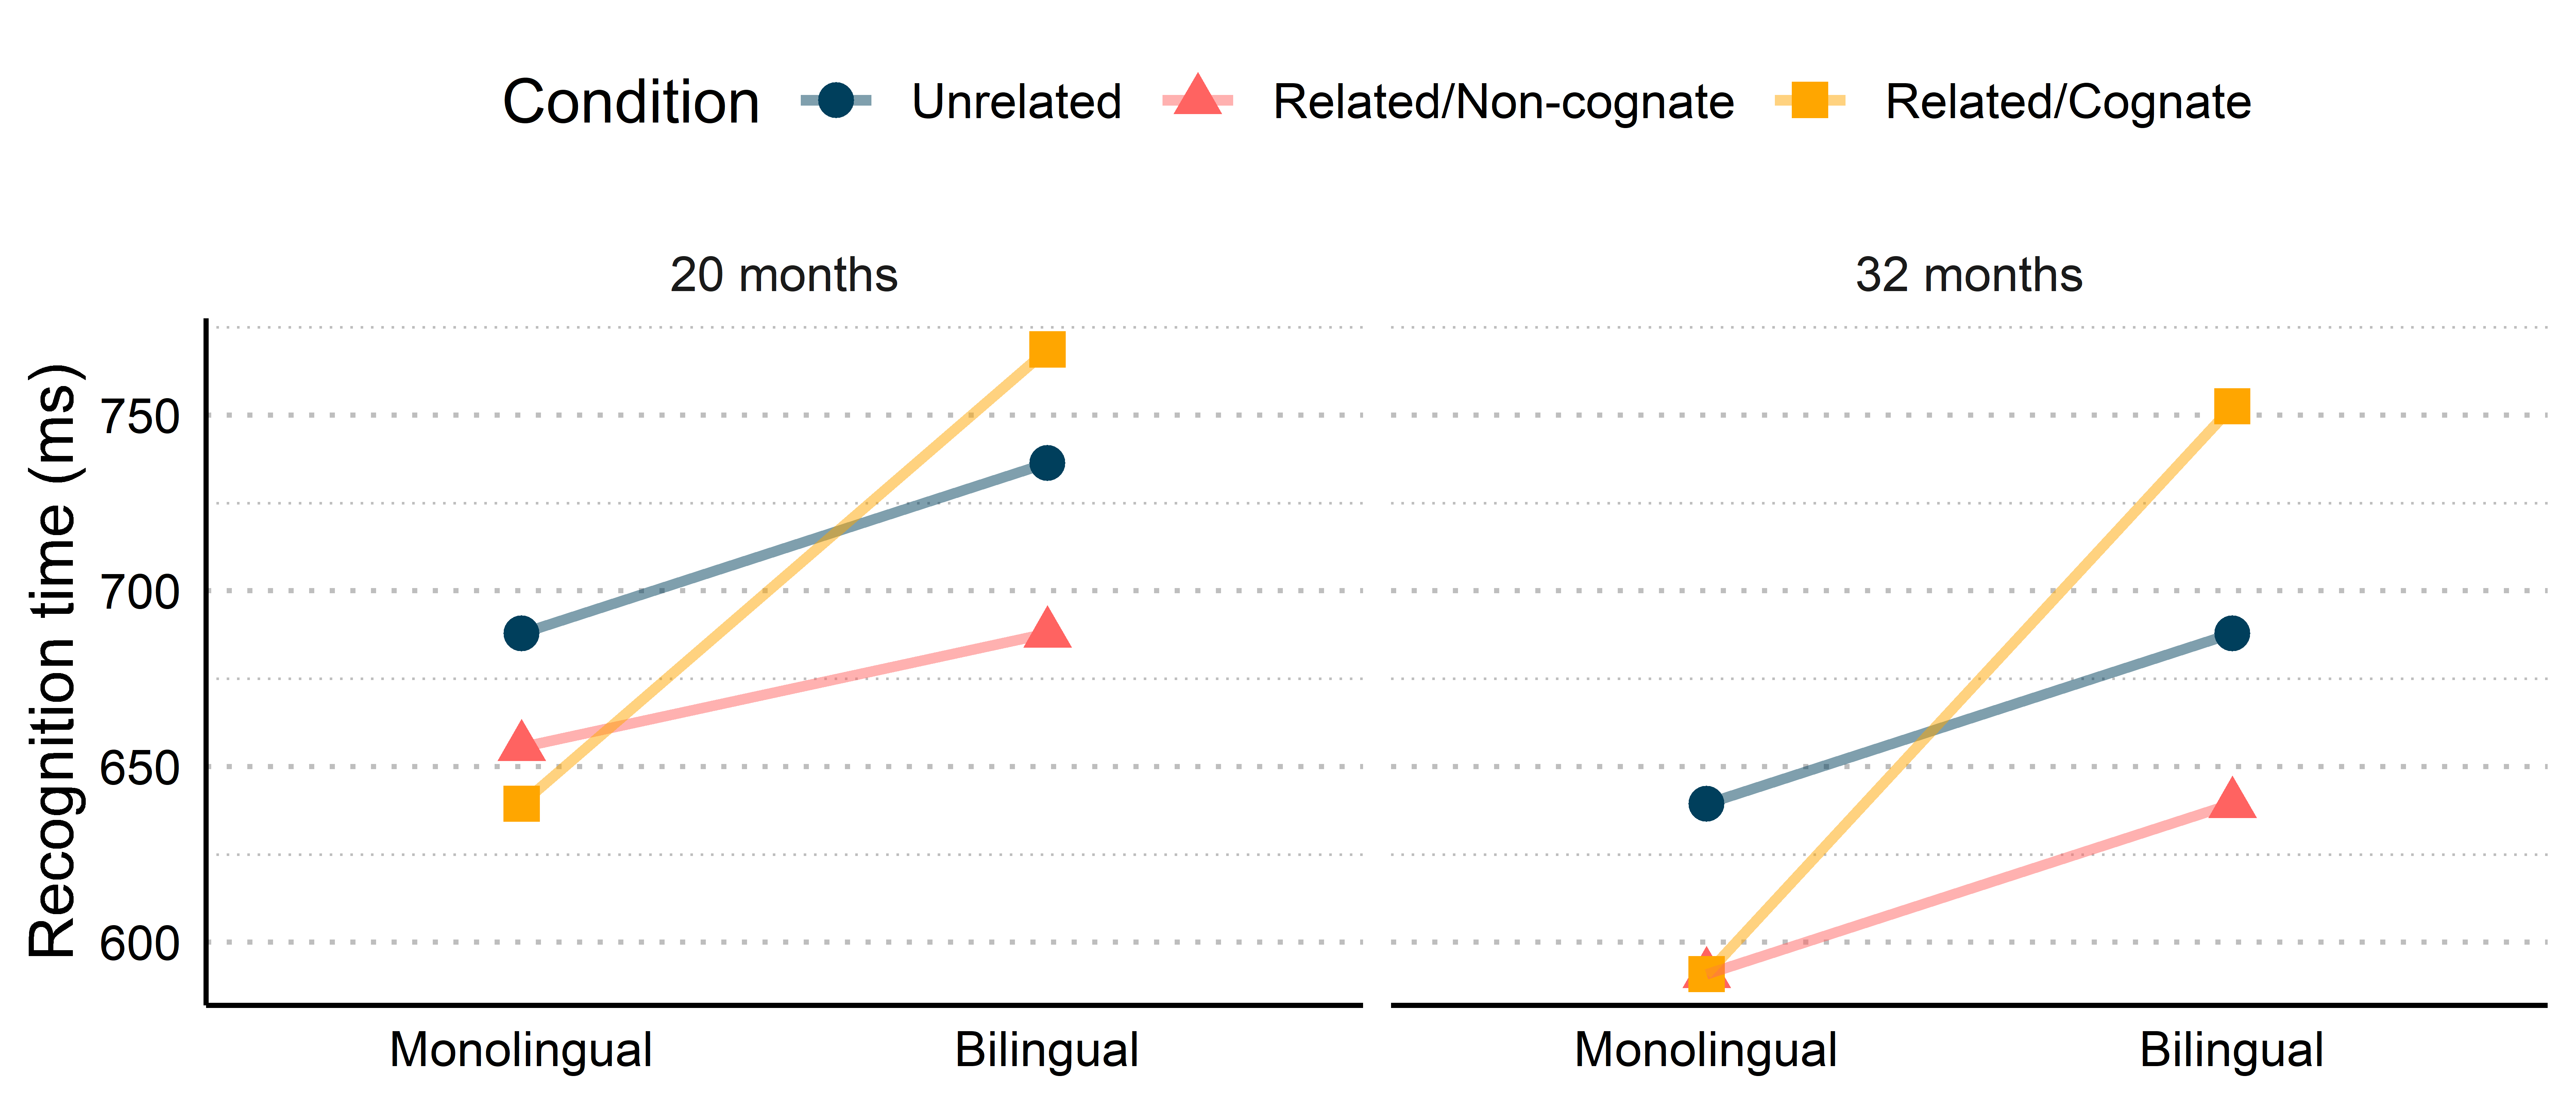 Condition Unrelated Related/Non-cognate Related/Cognate
20 months
32 months
Recognition time (ms)
750
700
650
600
Monolingual Bilingual
Monolingual Bilingual